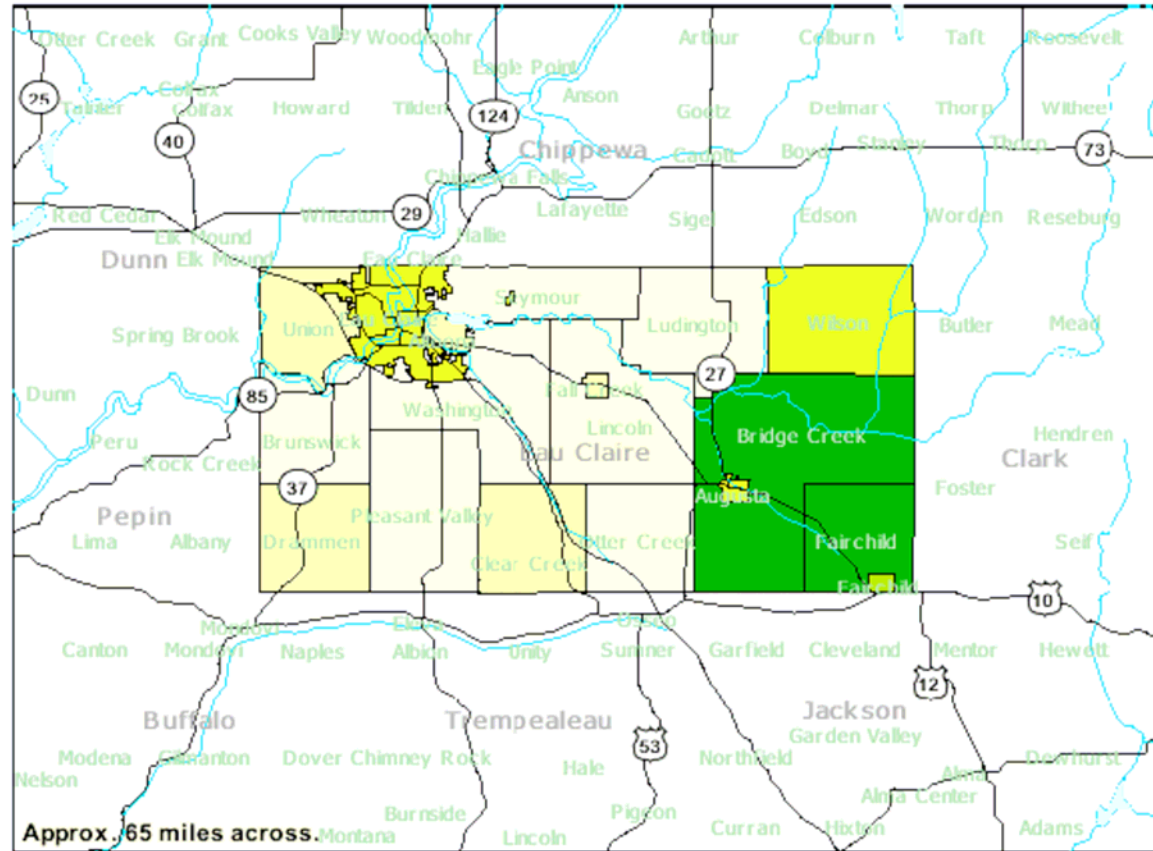 Otter Creek Grant Cooks Valley Woodmohr Arthur Colburn Taft Roosevelt
Eagle Point
25 Tainter Colfax Colfax Howard Tilden Anson Goetz Delmar Thorp Withee
124
40 Chippewa Cadott Boyd Stanley Thorp 73
Chippewa Falls
Red Cedar Wheaton 29 Lafayette Sigel Edson Worden Reseburg
Elk Mound Hallie
Dunn Elk Mound Eau Claire
Seymour
Spring Brook Union Eau Claire Ludington Wilson Butler Mead
Altoona
27
Dunn 85 Fall Creek
Washington
Peru Brunswick Lincoln Bridge Creek Hendren
Rock Creek Eau Claire Clark
37 Augusta Foster
Pepin Pleasant Valley
Lima Albany Drammen Otter Creek Fairchild Seif
Clear Creek
Fairchild
10
Mondovi Eleva Osseo
Canton Mondovi Naples Albion Unity Sumner Garfield Cleveland Mentor Hewett
12
Buffalo Trempealeau Jackson
53 Garden Valley
Modena Gilmanton Dover Chimney Rock Northfield Dewhurst
Nelson Hale Alma
Alma Center
Burnside Pigeon
Approx. 65 miles across. Montana Lincoln Curran Hixton Adams